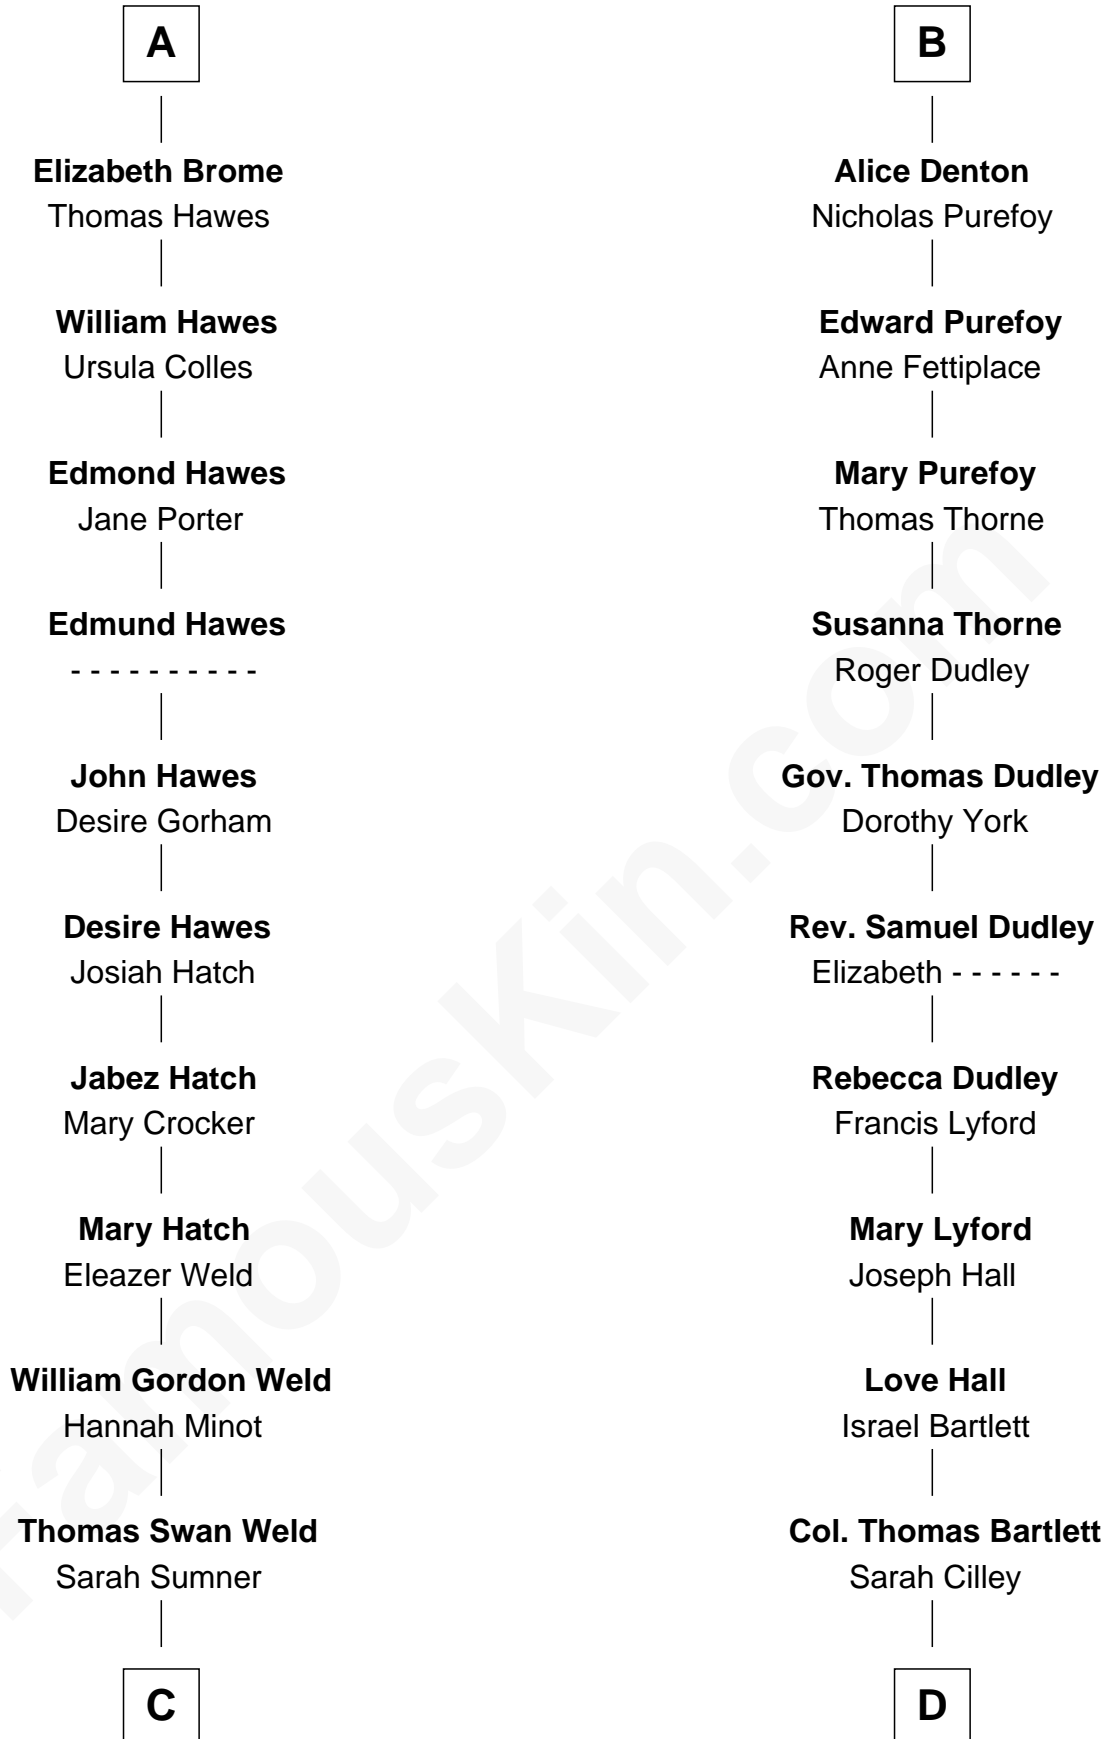 A
Elizabeth Brome
Thomas Hawes
William Hawes
Ursula Colles
Edmond Hawes
Jane Porter
Edmund Hawes
- - - - - - - - - -
John Hawes
Desire Gorham
Desire Hawes
Josiah Hatch
Jabez Hatch
Mary Crocker
Mary Hatch
Eleazer Weld
William Gordon Weld
Hannah Minot
Thomas Swan Weld
Sarah Sumner
C
B
Alice Denton
Nicholas Purefoy
Edward Purefoy
Anne Fettiplace
Mary Purefoy
Thomas Thorne
Susanna Thorne
Roger Dudley
Gov. Thomas Dudley
Dorothy York
Rev. Samuel Dudley
Elizabeth - - - - - -
Rebecca Dudley
Francis Lyford
Mary Lyford
Joseph Hall
Love Hall
Israel Bartlett
Col. Thomas Bartlett
Sarah Cilley
D
FamousKin.com